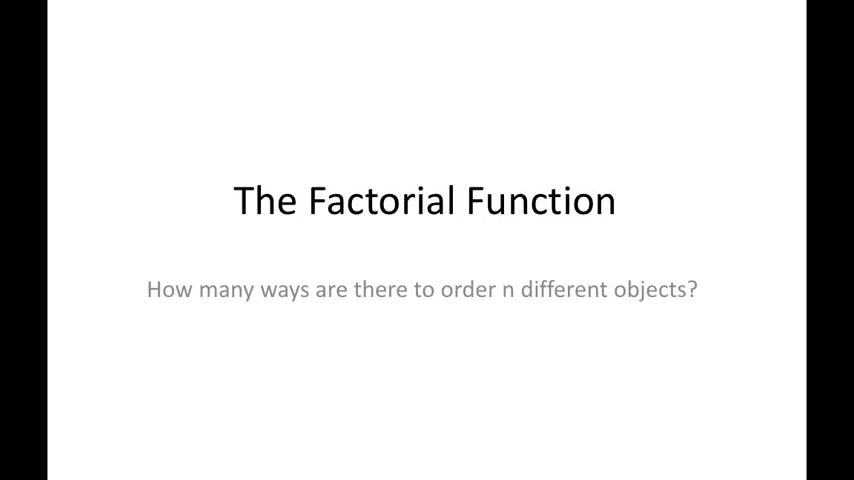 The Factorial Function
How many ways are there to order n different objects?